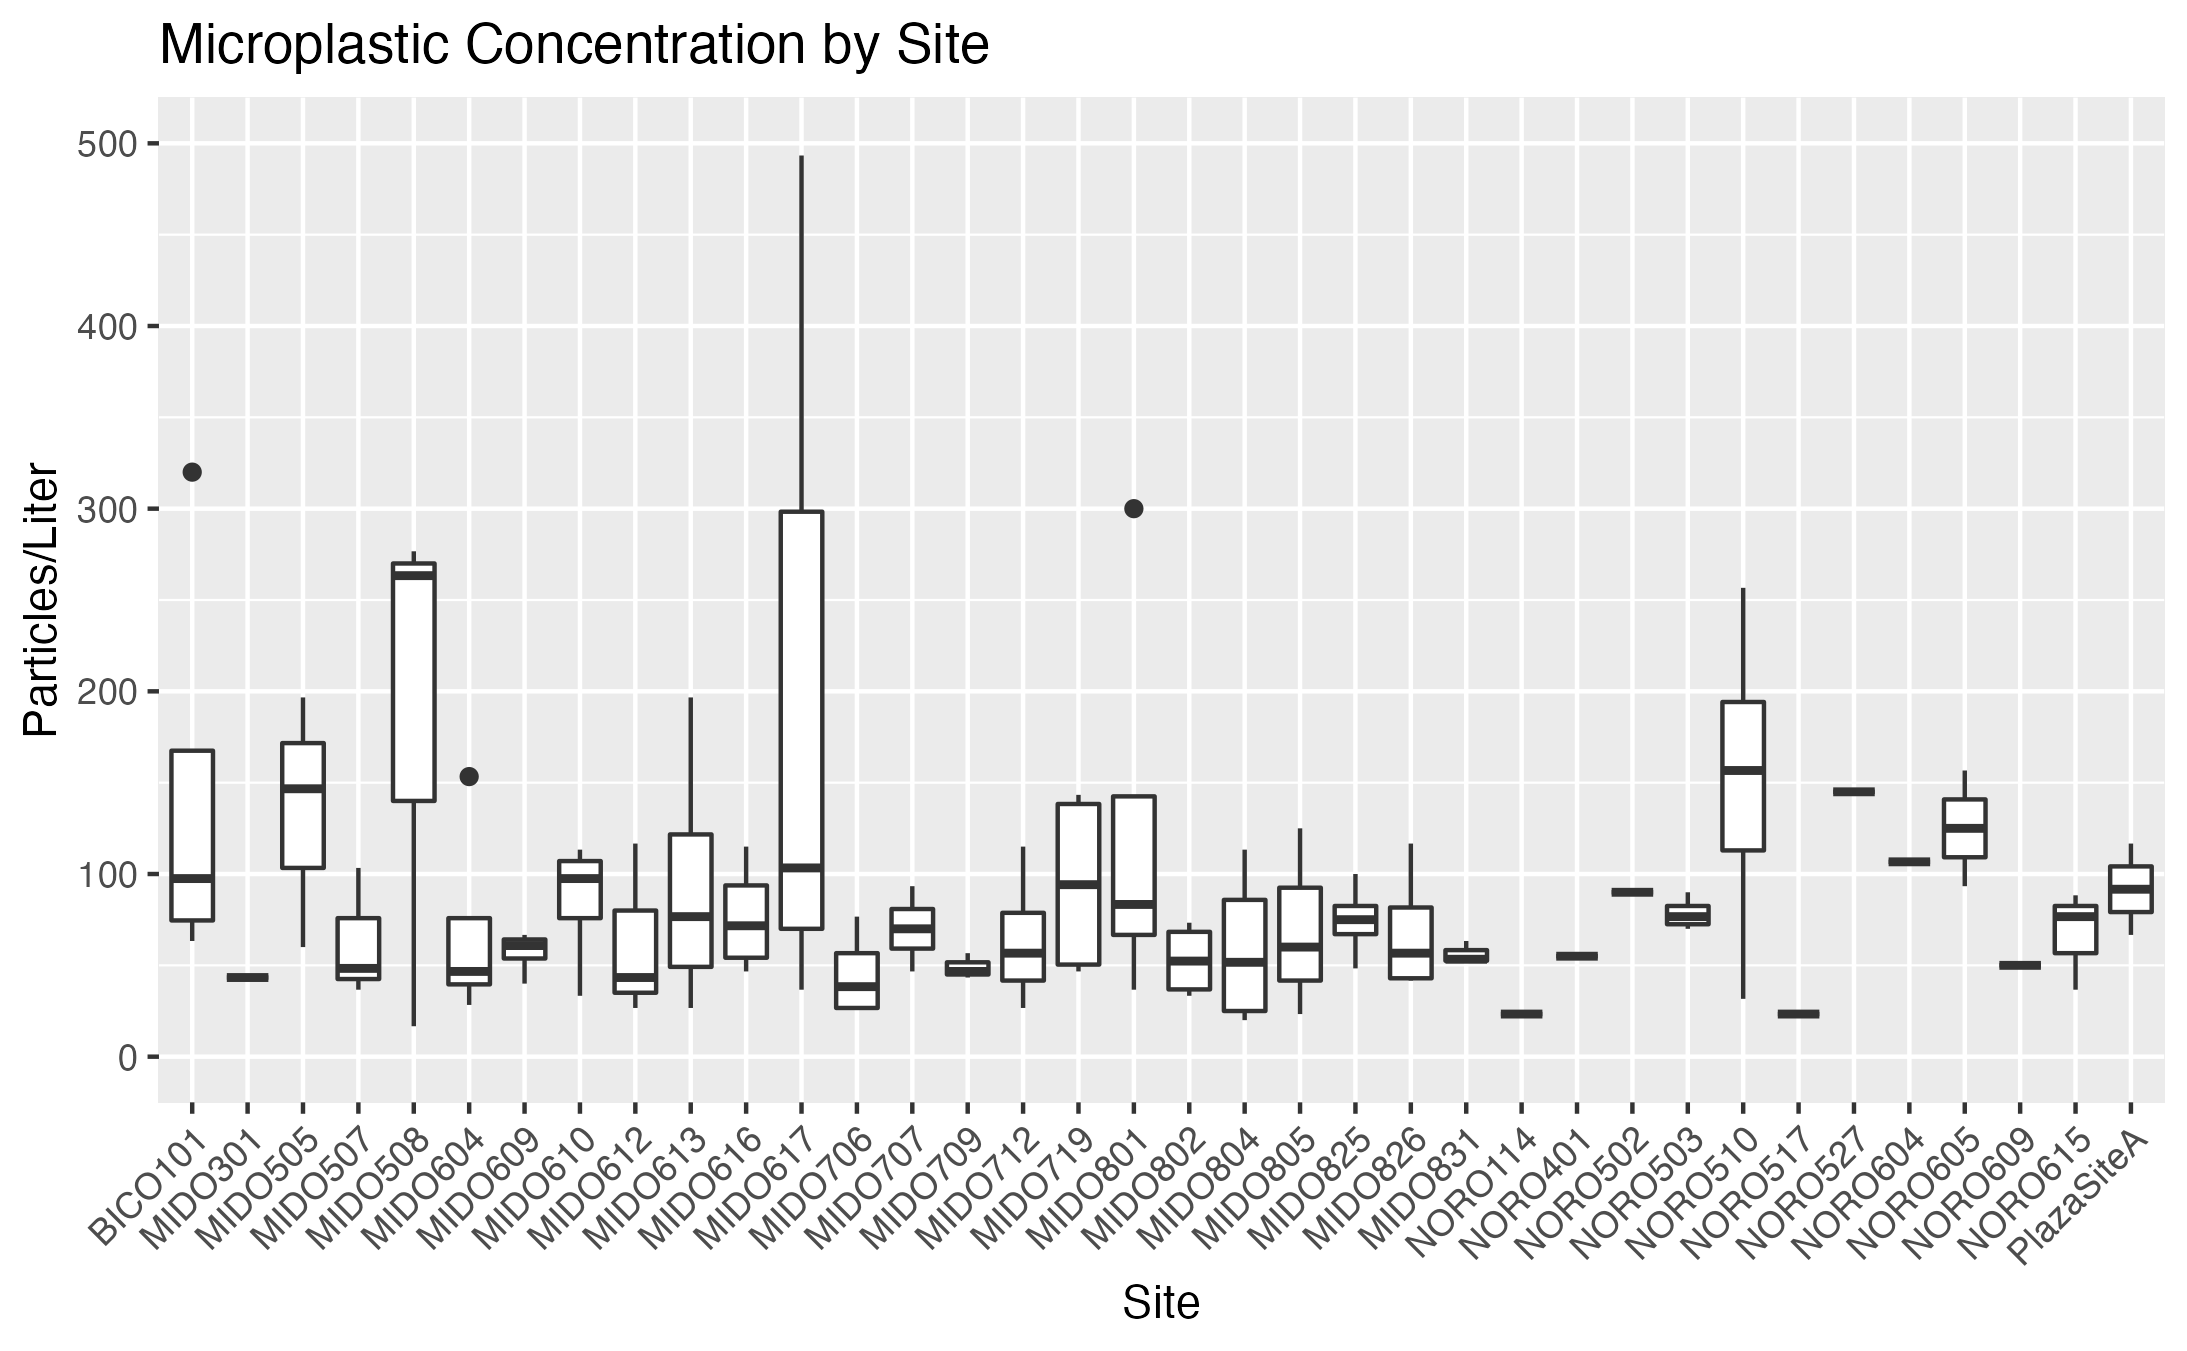 Microplastic Concentration by Site
Particles/Liter
500
400
300
200
100
0
BICO101
MIDO301
MIDO505
MIDO507
MIDO508
MIDO604
MIDO609
MIDO610
MIDO612
MIDO613
MIDO616
MIDO617
MIDO706
MIDO707
MIDO709
MIDO712
MIDO719
MIDO801
MIDO802
MIDO804
MIDO805
MIDO825
MIDO826
MIDO831
NORO114
NORO401
NORO502
NORO503
NORO510
NORO517
NORO527
NORO604
NORO605
NORO609
NORO615
PlazaSiteA
Site